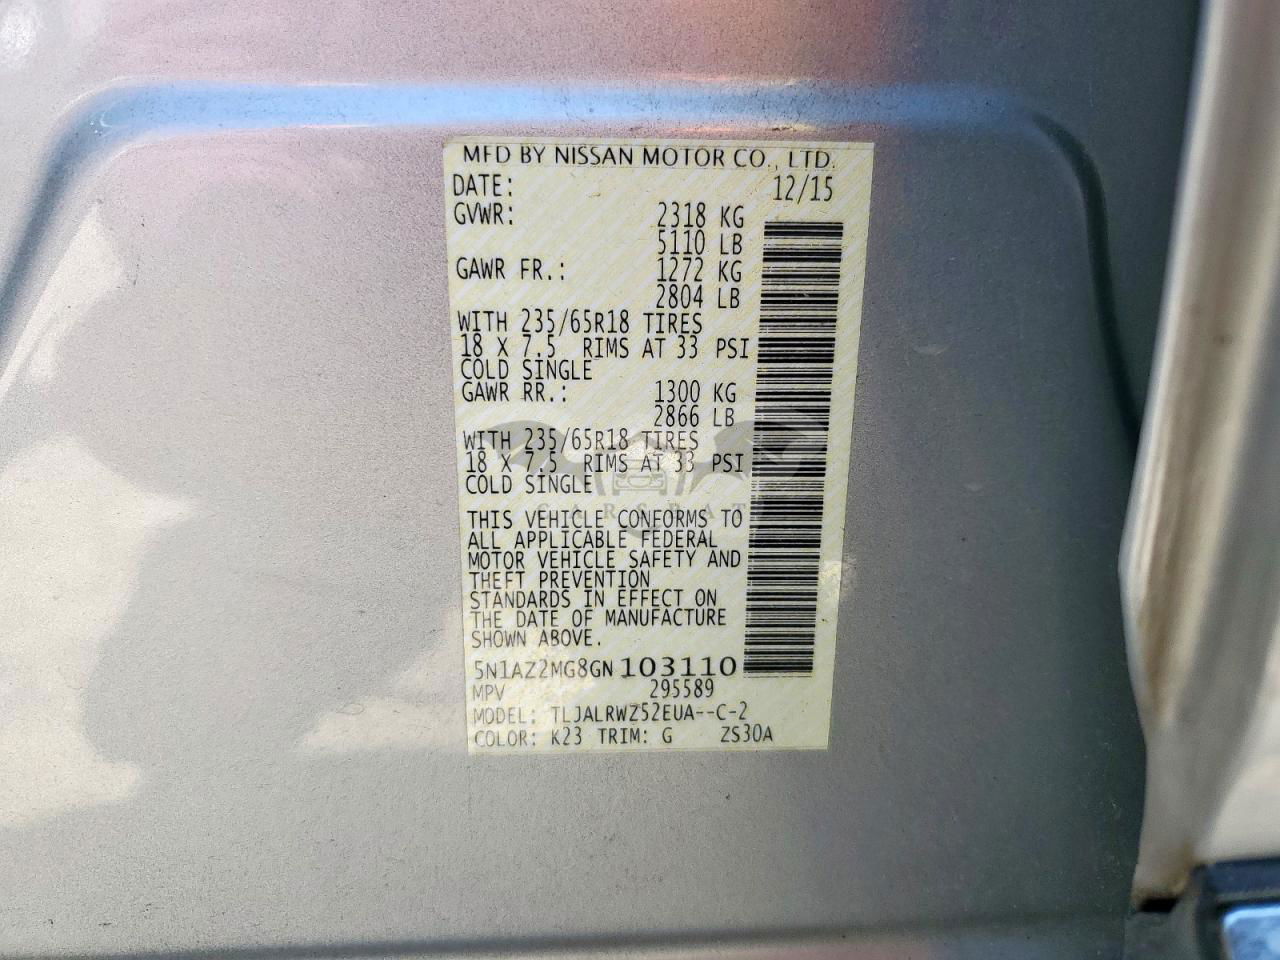 MFD BY NISSAN MOTOR CO., LTD.
DATE: 12/15
GVWR: 2318 KG
5110 LB
GAWR FR.: 1272 KG
2804 LB
WITH 235/65R18 TIRES
18 X 7.5 RIMS AT 33 PSI
COLD SINGLE
GAWR RR.: 1300 KG
2866 LB
WITH 235/65R18 TIRES
18 X 7.5 RIMS AT 33 PSI
COLD SINGLE
CARSBAT
THIS VEHICLE CONFORMS TO
ALL APPLICABLE FEDERAL
MOTOR VEHICLE SAFETY AND
THEFT PREVENTION
STANDARDS IN EFFECT ON
THE DATE OF MANUFACTURE
SHOWN ABOVE.
5N1AZ2MG8GN 103110
MPV 295589
MODEL: TLJALRWZ52EUA--C-2
COLOR: K23 TRIM: G ZS30A